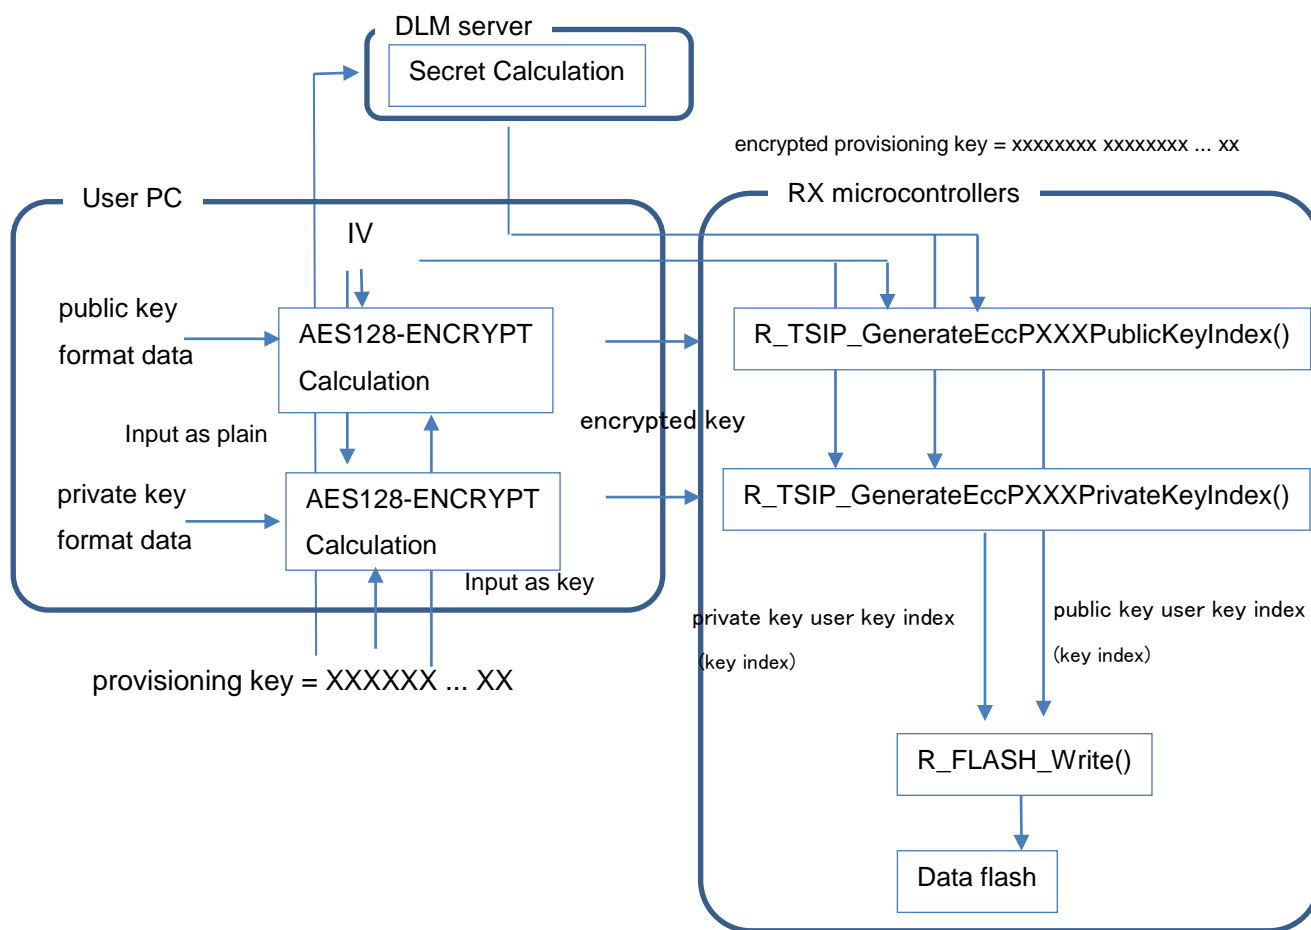 DLM server
Secret Calculation
encrypted provisioning key = xxxxxxxx xxxxxxxx ... xx
User PC
RX microcontrollers
IV
public key
format data
AES128-ENCRYPT
Calculation
R_TSIP_GenerateEccPXXXPublicKeyIndex()
Input as plain
encrypted key
private key
format data
AES128-ENCRYPT
Calculation
R_TSIP_GenerateEccPXXXPrivateKeyIndex()
Input as key
private key user key index
(key index)
public key user key index
(key index)
provisioning key = XXXXXX ... XX
R_FLASH_Write()
Data flash